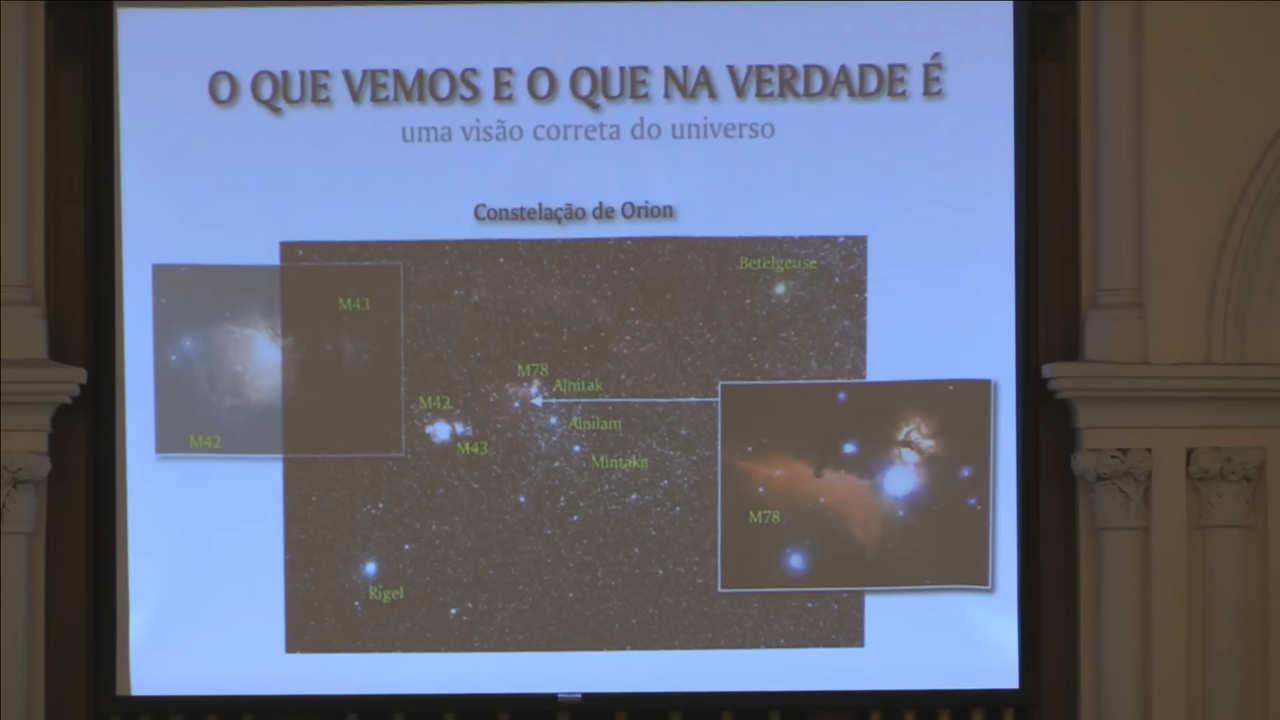 O QUE VEMOS E O QUE NA VERDADE É
uma visão correta do universo
Constelação de Orion
Betelgeuse
M43
M78
Alnitak
M42
Alnilam
M43
M42
Mintaka
M78
Rigel